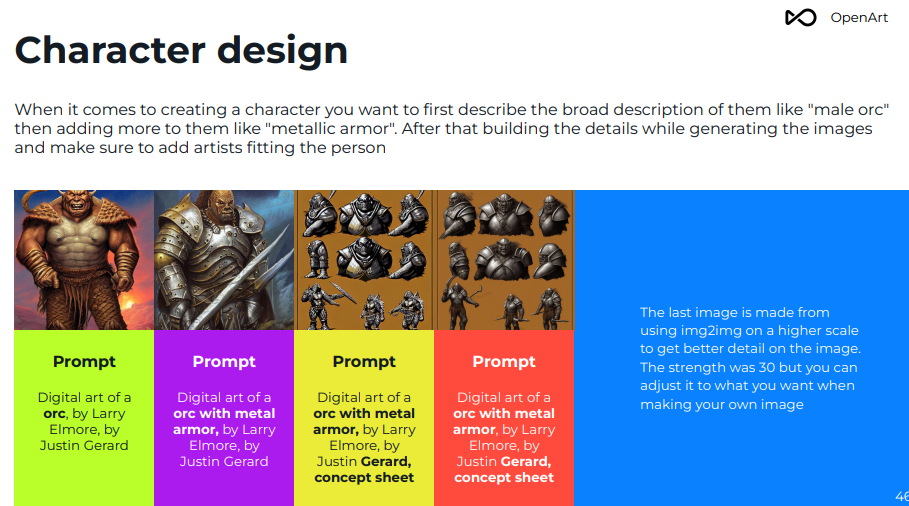 OpenArt
Character design
When it comes to creating a character you want to first describe the broad description of them like "male orc"
then adding more to them like "metallic armor". After that building the details while generating the images
and make sure to add artists fitting the person
Prompt
Digital art of a
orc, by Larry
Elmore, by
Justin Gerard
Prompt
Digital art of a
orc with metal
armor, by Larry
Elmore, by
Justin Gerard
Prompt
Digital art of a
orc with metal
armor, by Larry
Elmore, by
Justin Gerard,
concept sheet
Prompt
Digital art of a
orc with metal
armor, by Larry
Elmore, by
Justin Gerard,
concept sheet
The last image is made from
using img2img on a higher scale
to get better detail on the image.
The strength was 30 but you can
adjust it to what you want when
making your own image
46